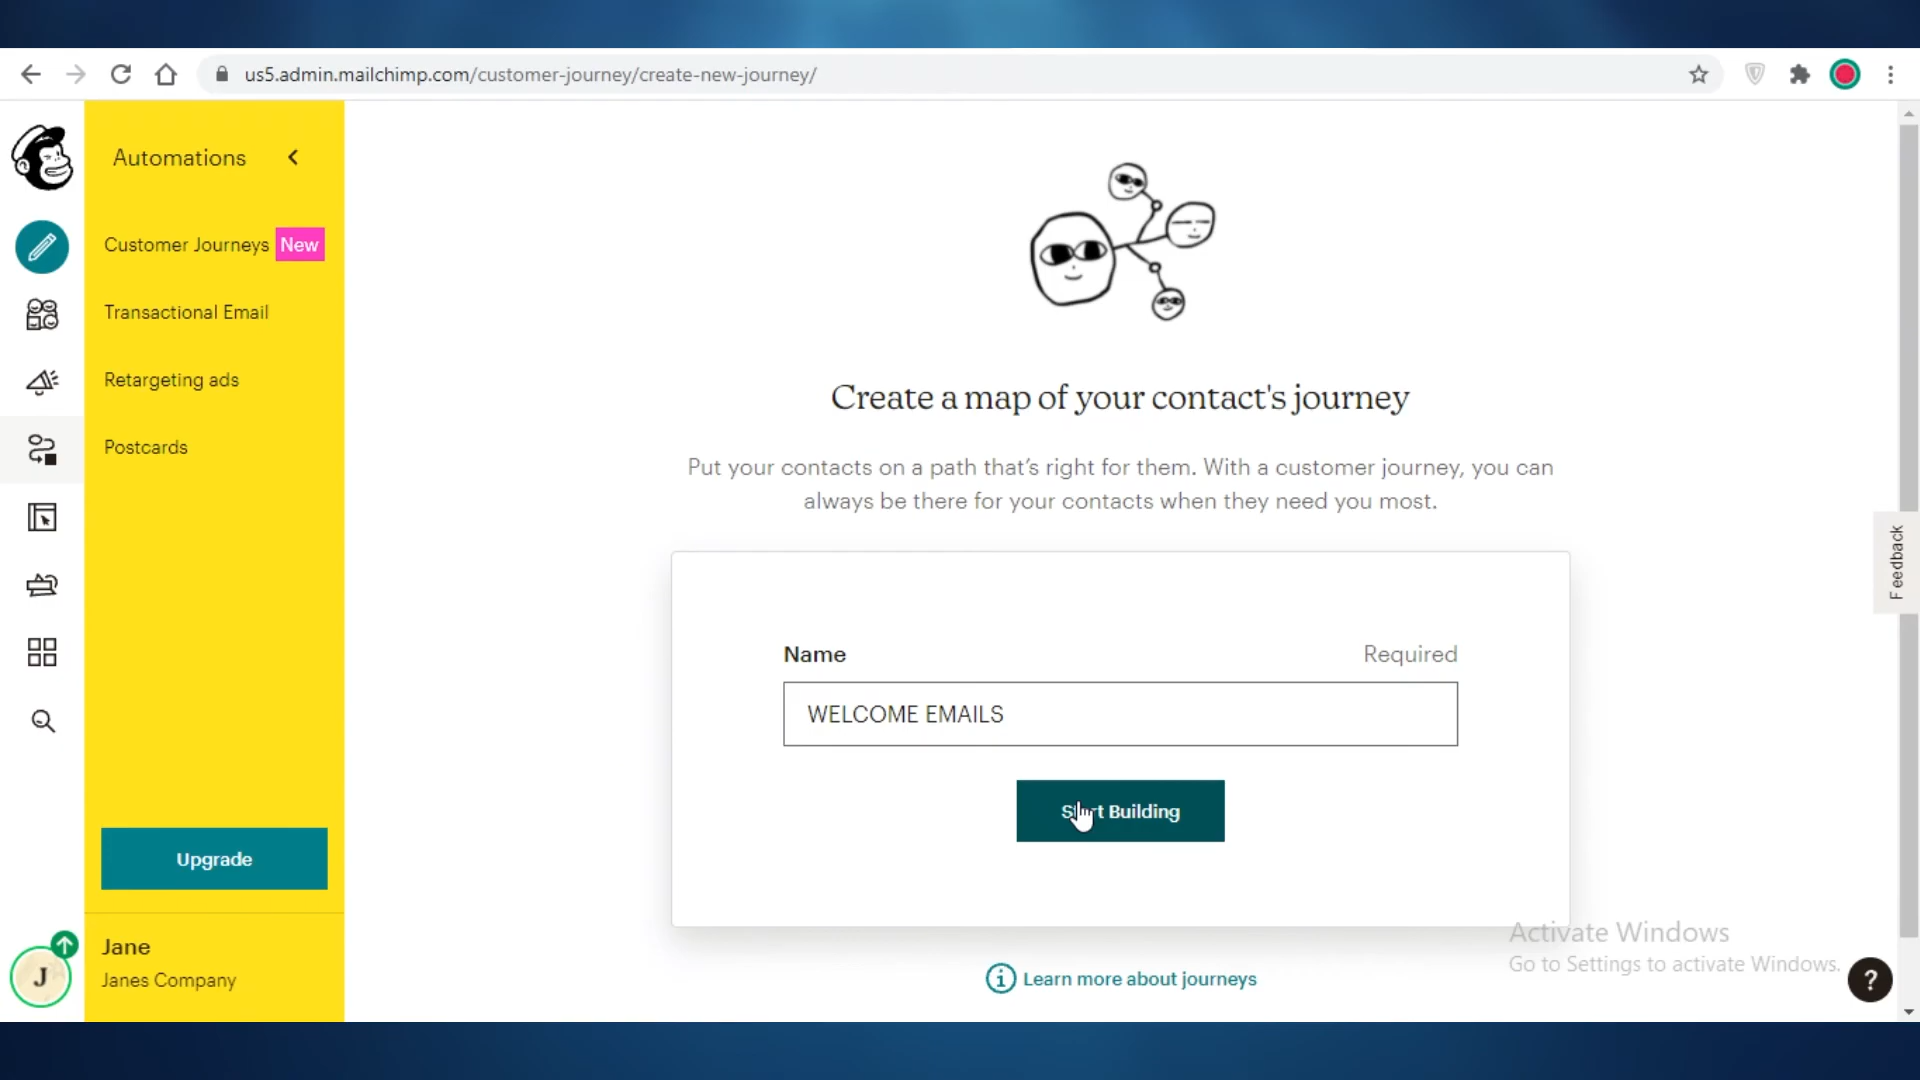 us5.admin.mailchimp.com/customer-journey/create-new-journey/
Automations
Customer Journeys New
Transactional Email
Retargeting ads
Postcards
Upgrade
Jane
Janes Company
J
Create a map of your contact's journey
Put your contacts on a path that's right for them. With a customer journey, you can
always be there for your contacts when they need you most.
Name Required
WELCOME EMAILS
Start Building
Learn more about journeys
Feedback
Activate Windows
Go to Settings to activate Windows.
?